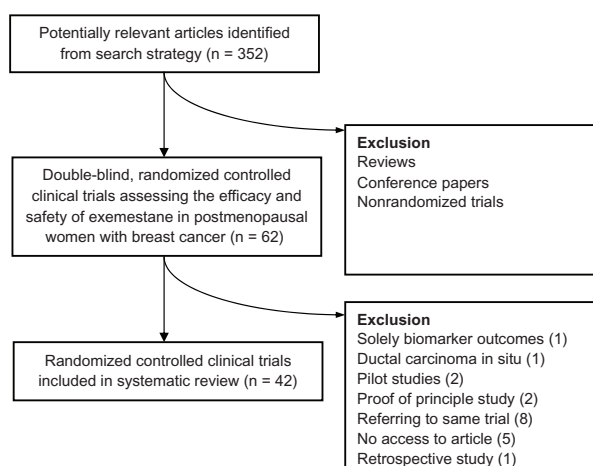 Potentially relevant articles identified
from search strategy (n = 352)
Exclusion
Reviews
Conference papers
Nonrandomized trials
Double-blind, randomized controlled
clinical trials assessing the efficacy and
safety of exemestane in postmenopausal
women with breast cancer (n = 62)
Exclusion
Solely biomarker outcomes (1)
Ductal carcinoma in situ (1)
Pilot studies (2)
Proof of principle study (2)
Referring to same trial (8)
No access to article (5)
Retrospective study (1)
Randomized controlled clinical trials
included in systematic review (n = 42)